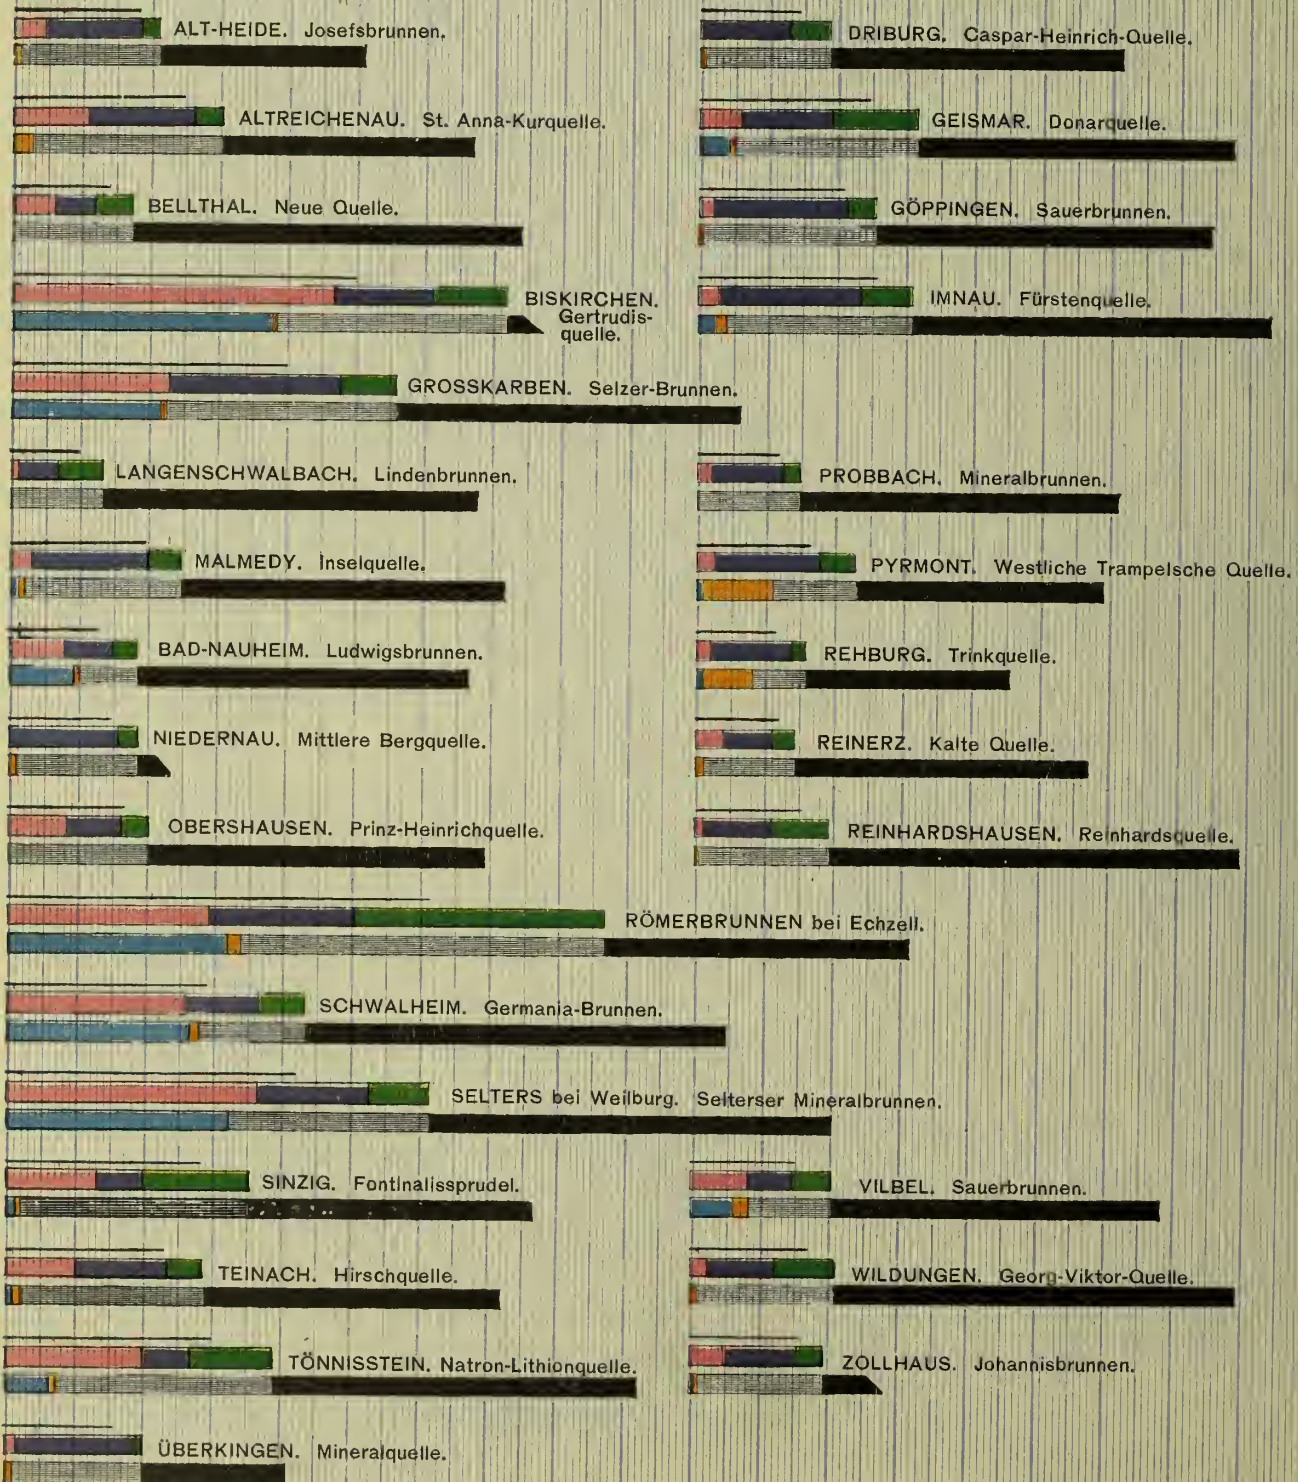 ALT-HEIDE. Josefsbrunnen.
DRIBURG. Caspar-Heinrich-Quelle.
ALTREICHENAU. St. Anna-Kurquelle.
GEISMAR. Donarquelle.
BELLTHAL. Neue Quelle.
GÖPPINGEN. Sauerbrunnen.
BISKIRCHEN.
Gertrudis-
quelle.
IMNAU. Fürstenquelle.
GROSSKARBEN. Selzer-Brunnen.
LANGENSCHWALBACH. Lindenbrunnen.
PROBBACH. Mineralbrunnen.
MALMEDY. Inselquelle.
PYRMONT. Westliche Trampelsche Quelle.
BAD-NAUHEIM. Ludwigsbrunnen.
REHBURG. Trinkquelle.
NIEDERNAU. Mittlere Bergquelle.
REINERZ. Kalte Quelle.
OBERSHAUSEN. Prinz-Heinrichquelle.
REINHARDSHAUSEN. Reinhardsquelle.
RÖMERBRUNNEN bei Echzell.
SCHWALHEIM. Germania-Brunnen.
SELTERS bei Weilburg. Selterser Mineralbrunnen.
SINZIG. Fontinalissprudel.
VILBEL. Sauerbrunnen.
TEINACH. Hirschquelle.
WILDUNGEN. Georg-Viktor-Quelle.
TÖNNISSTEIN. Natron-Lithionquelle.
ZOLLHAUS. Johannisbrunnen.
ÜBERKINGEN. Mineralquelle.